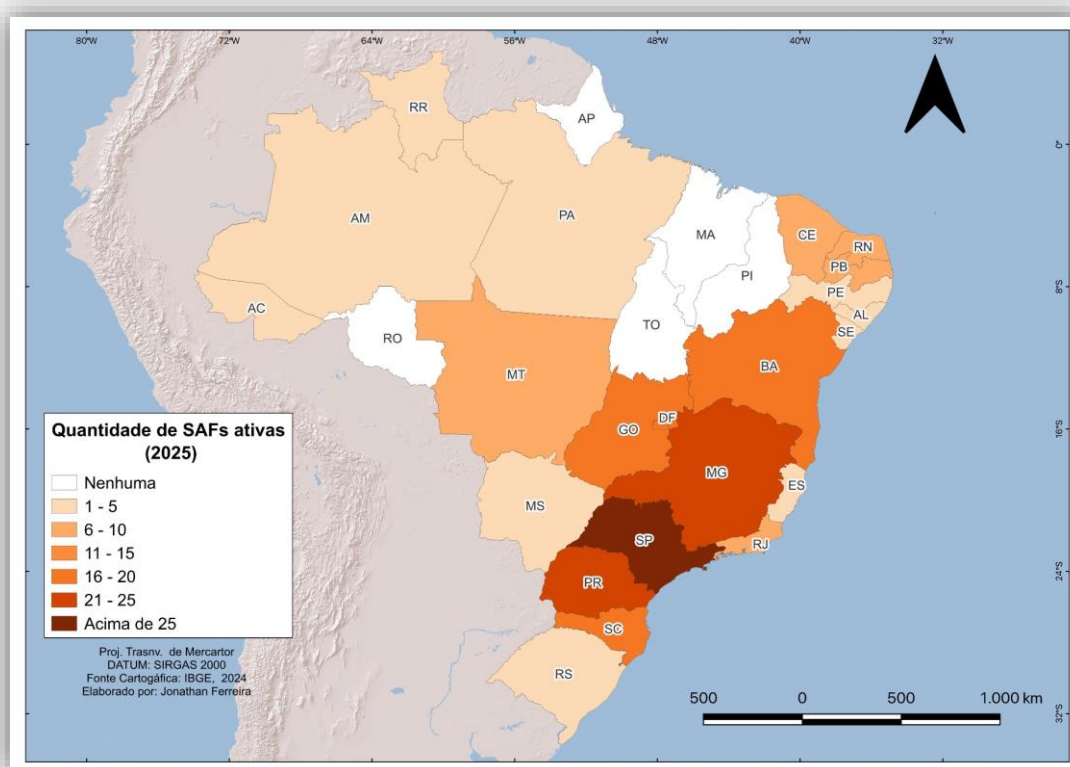 80°W 72°W 64°W 56°W 48°W 40°W 32°W
RR
AP
0°
AM
PA
MA
CE
RN
PB
PI
PE
8°S
AC
AL
TO
SE
RO
BA
MT
DF
GO
16°S
MG
ES
MS
SP
RJ
24°S
PR
SC
RS
32°S
Quantidade de SAFs ativas
(2025)
Nenhuma
1 - 5
6 - 10
11 - 15
16 - 20
21 - 25
Acima de 25
Proj. Trasnv. de Mercartor
DATUM: SIRGAS 2000
Fonte Cartogáfica: IBGE, 2024
Elaborado por: Jonathan Ferreira
500 0 500 1.000 km